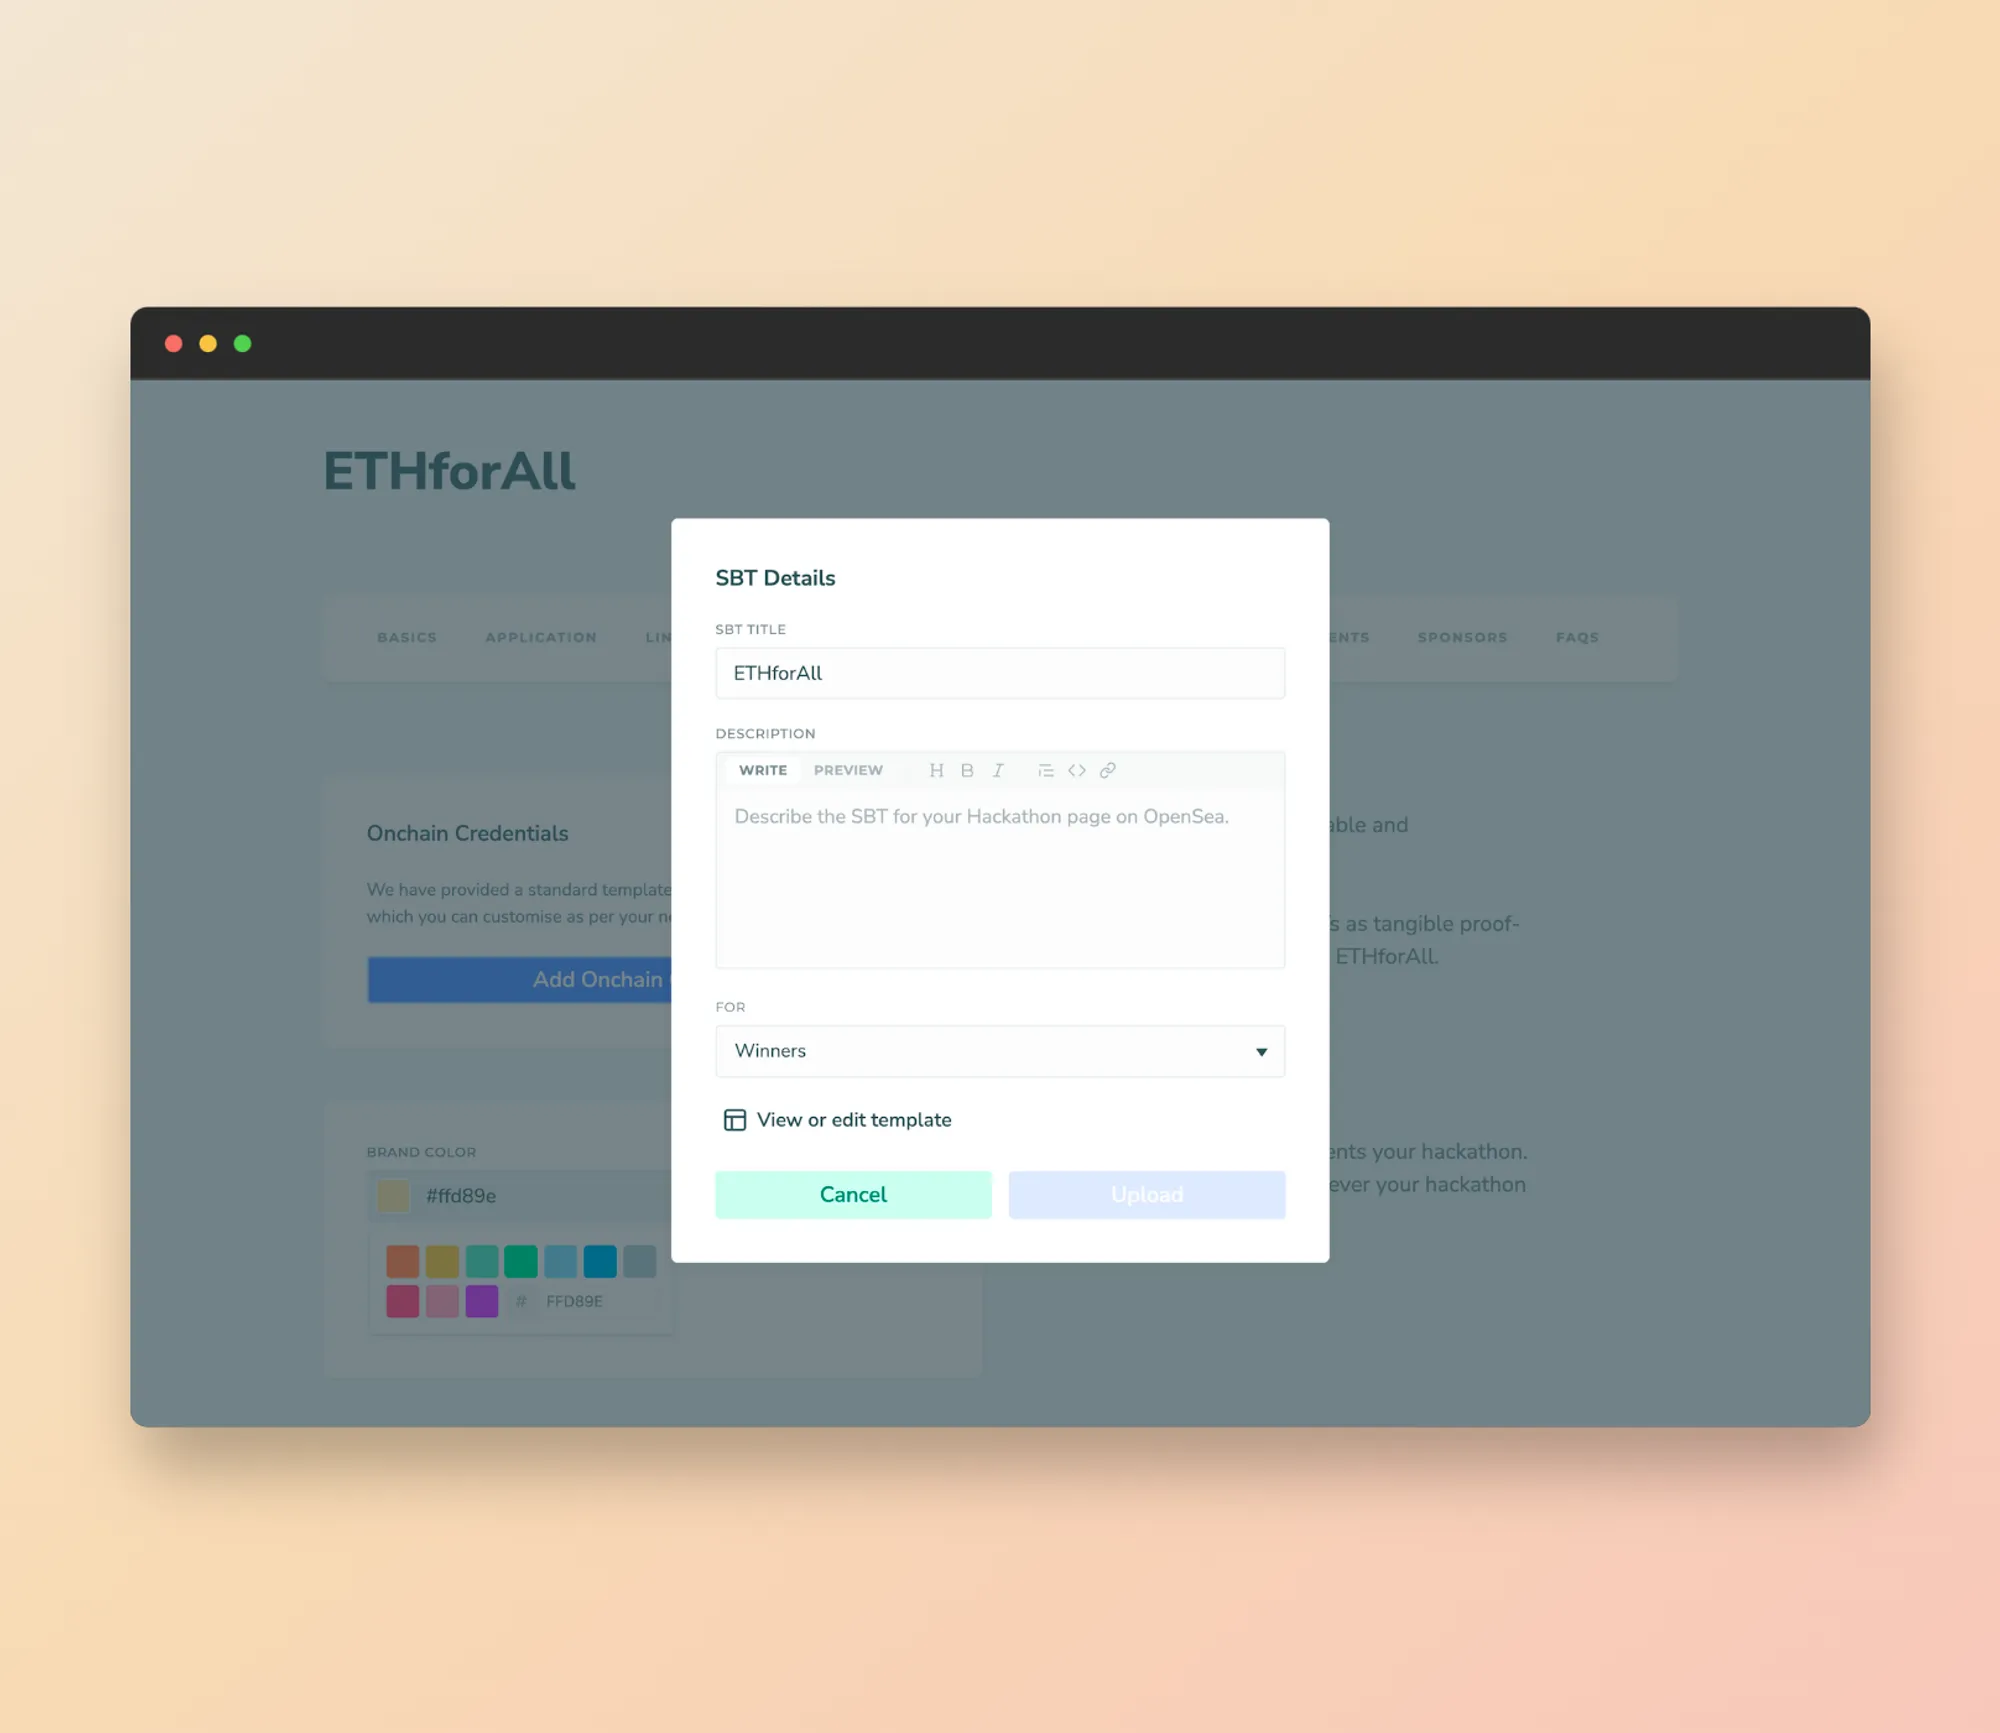 ETHforAll
BASICS APPLICATION LIN ENTS SPONSORS FAQS
Onchain Credentials
We have provided a standard template
which you can customise as per your
Add Onchain
BRAND COLOR
#ffd89e
# FFD89E
SBT Details
SBT TITLE
ETHforAll
DESCRIPTION
WRITE PREVIEW H B I
Describe the SBT for your Hackathon page on OpenSea.
FOR
Winners
View or edit template
Cancel Upload
able and
s as tangible proof-
ETHforAll.
ents your hackathon.
ever your hackathon